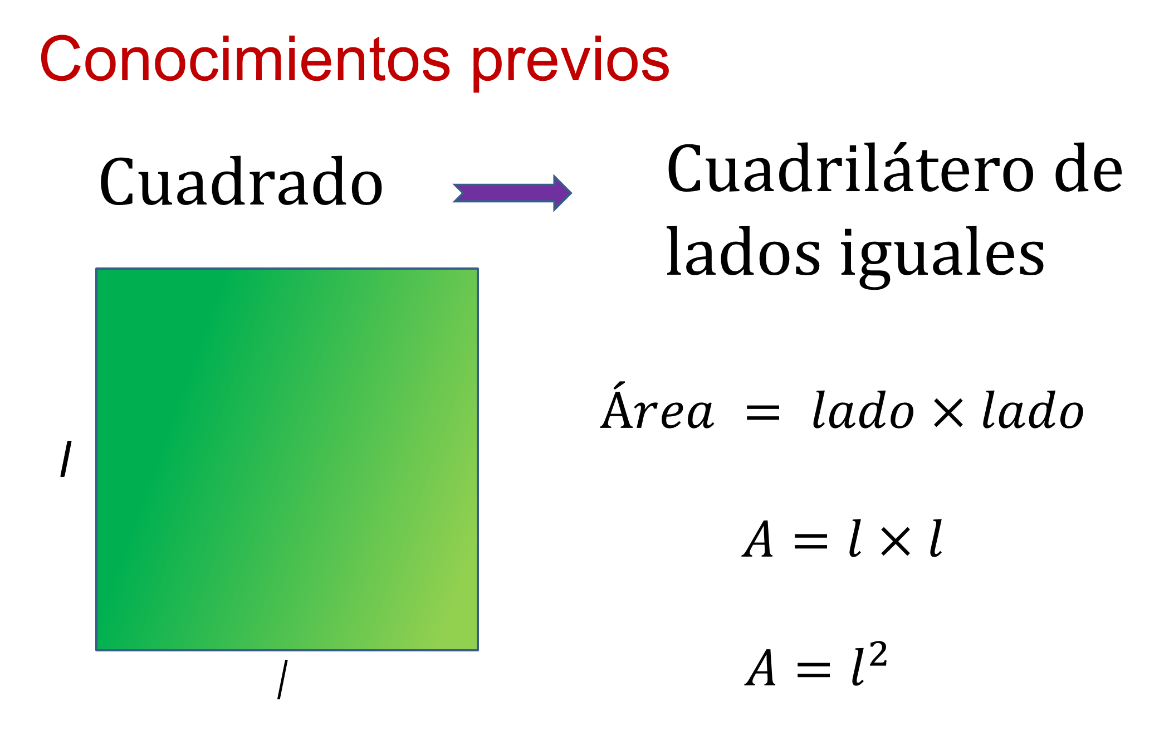 Conocimientos previos
Cuadrado
Cuadrilátero de
lados iguales
l
l
Área = lado × lado
A = l × l
A = l²